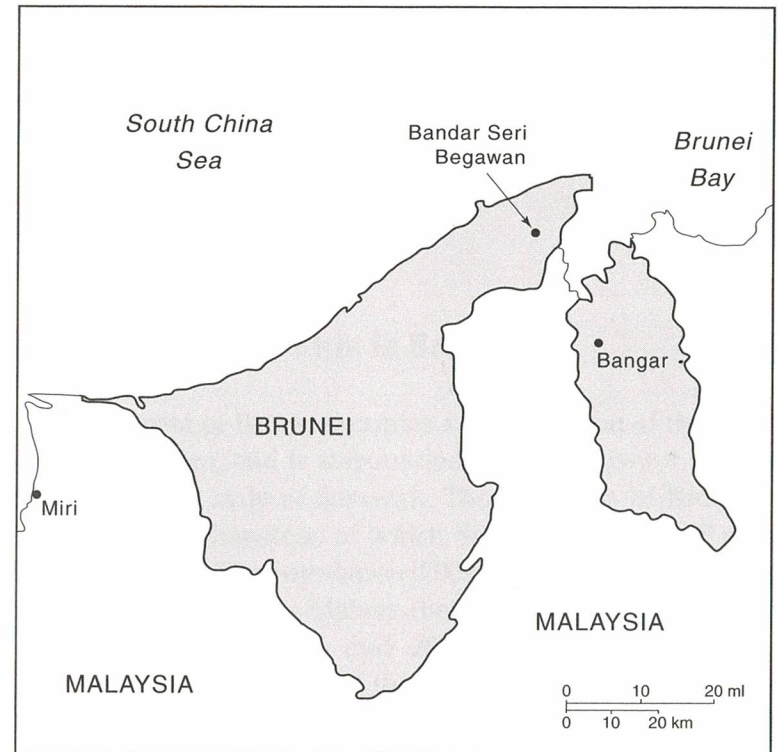 South China
Sea
Bandar Seri
Begawan
Brunei
Bay
Bangar
BRUNEI
Miri
MALAYSIA
MALAYSIA
0 10 20 ml
0 10 20 km